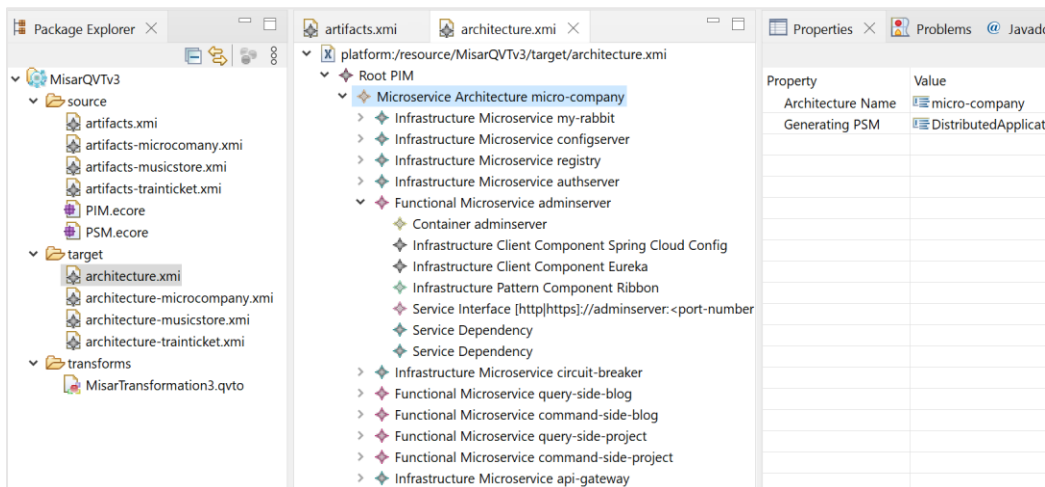 Package Explorer
MisarQVTv3
source
artifacts.xmi
artifacts-microcomany.xmi
artifacts-musicstore.xmi
artifacts-trainticket.xmi
PIM.ecore
PSM.ecore
target
architecture.xmi
architecture-microcompany.xmi
architecture-musicstore.xmi
architecture-trainticket.xmi
transforms
MisarTransformation3.qvto
artifacts.xmi architecture.xmi
platform:/resource/MisarQVTv3/target/architecture.xmi
Root PIM
Microservice Architecture micro-company
Infrastructure Microservice my-rabbit
Infrastructure Microservice configserver
Infrastructure Microservice registry
Infrastructure Microservice authserver
Functional Microservice adminserver
Container adminserver
Infrastructure Client Component Spring Cloud Config
Infrastructure Client Component Eureka
Infrastructure Pattern Component Ribbon
Service Interface [http|https]://adminserver:<port-number
Service Dependency
Service Dependency
Infrastructure Microservice circuit-breaker
Functional Microservice query-side-blog
Functional Microservice command-side-blog
Functional Microservice query-side-project
Functional Microservice command-side-project
Infrastructure Microservice api-gateway
Properties Problems @ Javado
Property Value
Architecture Name micro-company
Generating PSM DistributedApplicat